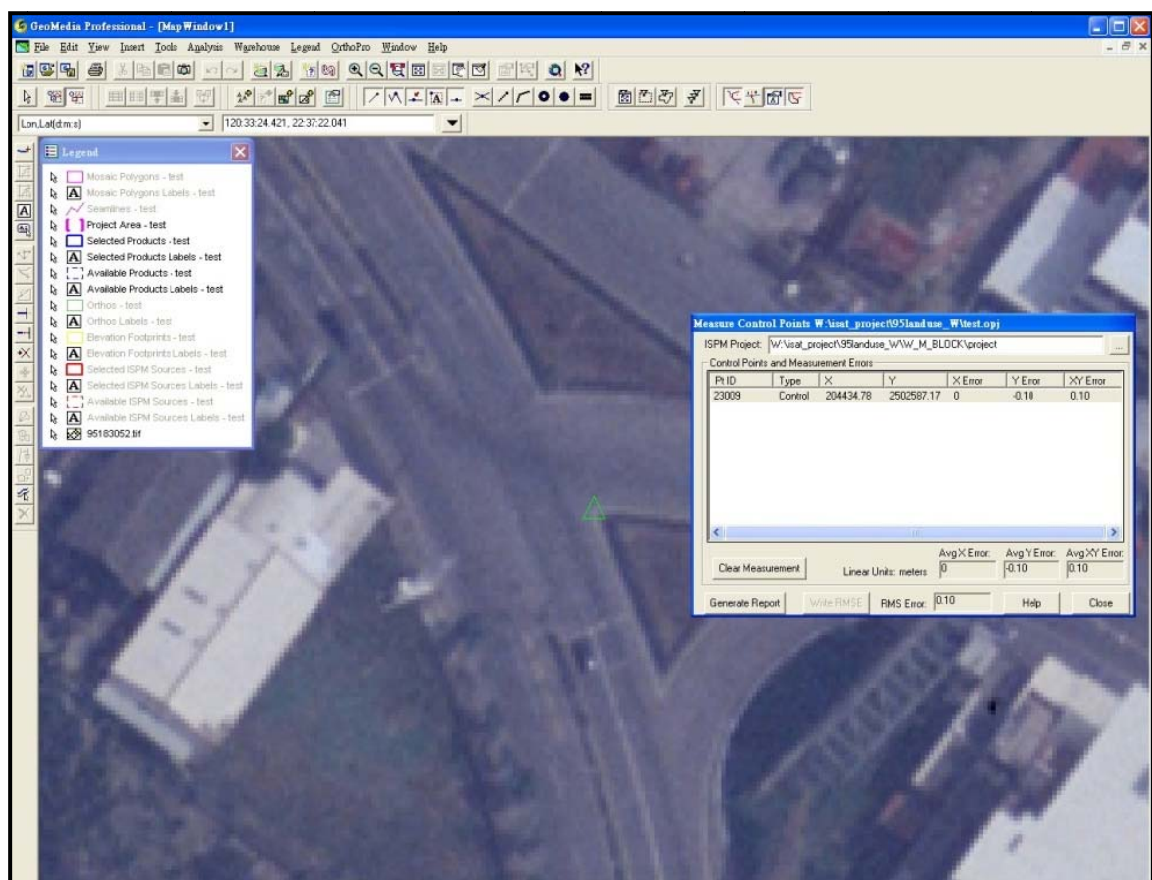 GeoMedia Professional - [MapWindow1]
File Edit View Insert Tools Analysis Warehouse Legend OrthoPro Window Help
Lon,Lat(d:m:s) 120:33:24.421, 22:37:22.041
Legend
Mosaic Polygons - test
Mosaic Polygons Labels - test
Seamlines - test
Project Area - test
Selected Products - test
Selected Products Labels - test
Available Products - test
Available Products Labels - test
Orthos - test
Orthos Labels - test
Elevation Footprints - test
Elevation Footprints Labels - test
Selected ISPM Sources - test
Selected ISPM Sources Labels - test
Available ISPM Sources - test
Available ISPM Sources Labels - test
95183052.tif
Measure Control Points W:\isat_project\95landuse_W\test.opj
ISPM Project: W:\isat_project\95landuse_W\W_M_BLOCK\project ...
Control Points and Measurement Errors
Pt ID Type X Y X Error Y Error XY Error
23009 Control 204434.78 2502587.17 0 -0.10 0.10
Avg X Error: Avg Y Error: Avg XY Error:
Clear Measurement Linear Units: meters 0 -0.10 0.10
Generate Report Write RMSE RMS Error: 0.10 Help Close